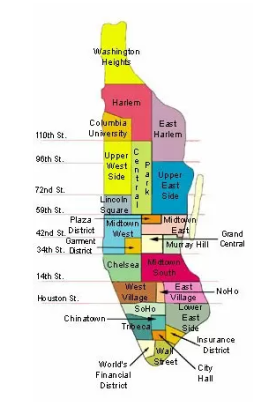 Washington
Heights
Harlem
Columbia
University
East
Harlem
110th St.
96th St.
Upper
West
Side
Central
Park
Upper
East
Side
72nd St.
Lincoln
Square
59th St.
Plaza
District
Midtown
West
Midtown
East
Grand
Central
42nd St.
Garment
District
Murray Hill
34th St.
Chelsea
Midtown
South
14th St.
West
Village
East
Village
NoHo
Houston St.
SoHo
Lower
East
Side
Chinatown
Tribeca
Insurance
District
City
Hall
Wall
Street
World's
Financial
District